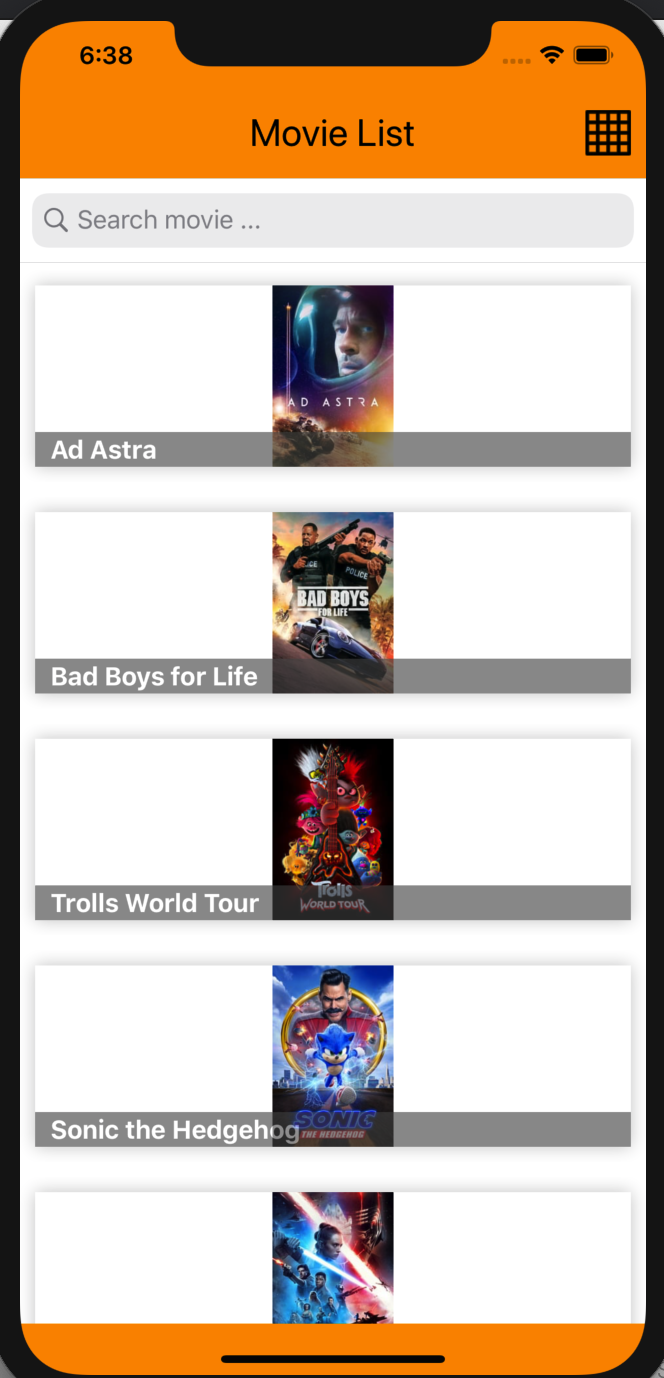 6:38
Movie List
Search movie ...
AD ASTRA
Ad Astra
POLICE
BAD BOYS
FOR LIFE
Bad Boys for Life
Trolls
WORLD TOUR
Trolls World Tour
SONIC
THE HEDGEHOG
Sonic the Hedgehog